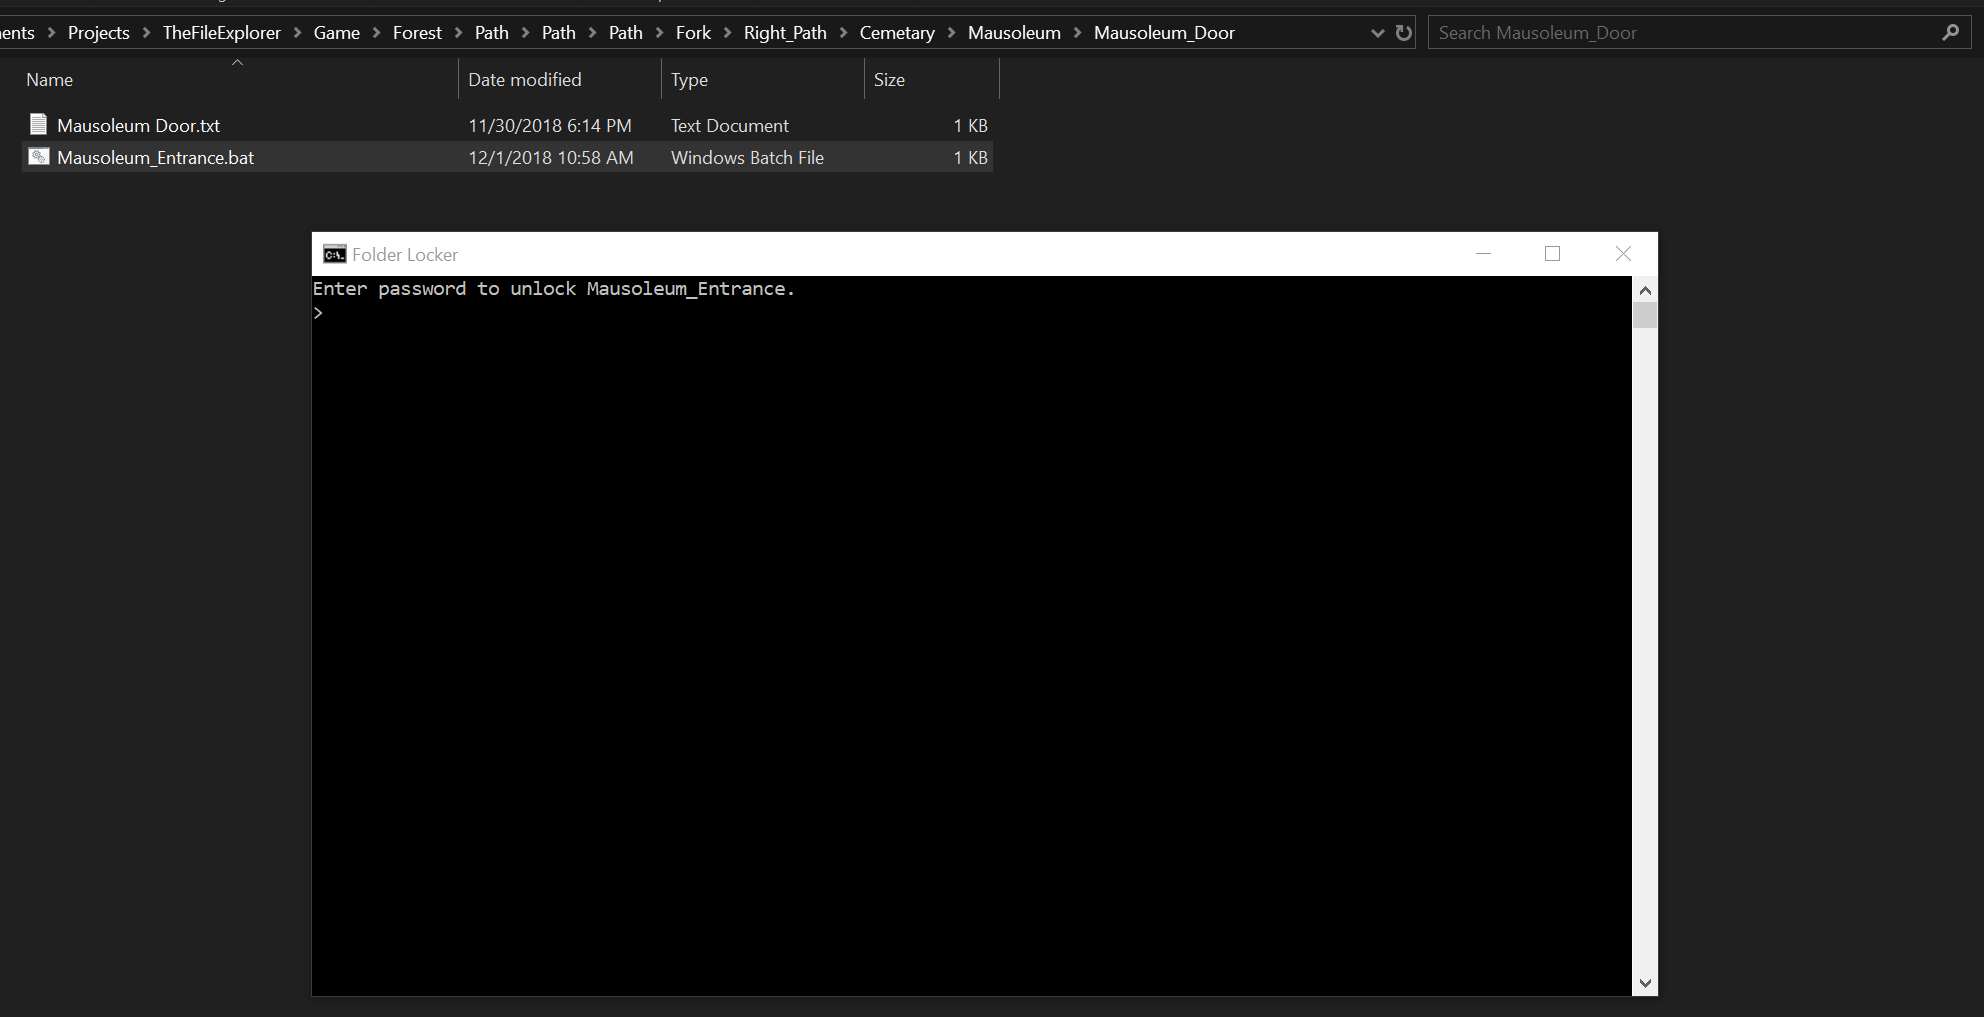 ents > Projects > TheFileExplorer > Game > Forest > Path > Path > Path > Fork > Right_Path > Cemetary > Mausoleum > Mausoleum_Door
Search Mausoleum_Door
Name Date modified Type Size
Mausoleum Door.txt 11/30/2018 6:14 PM Text Document 1 KB
Mausoleum_Entrance.bat 12/1/2018 10:58 AM Windows Batch File 1 KB
C:\. Folder Locker
Enter password to unlock Mausoleum_Entrance.
>